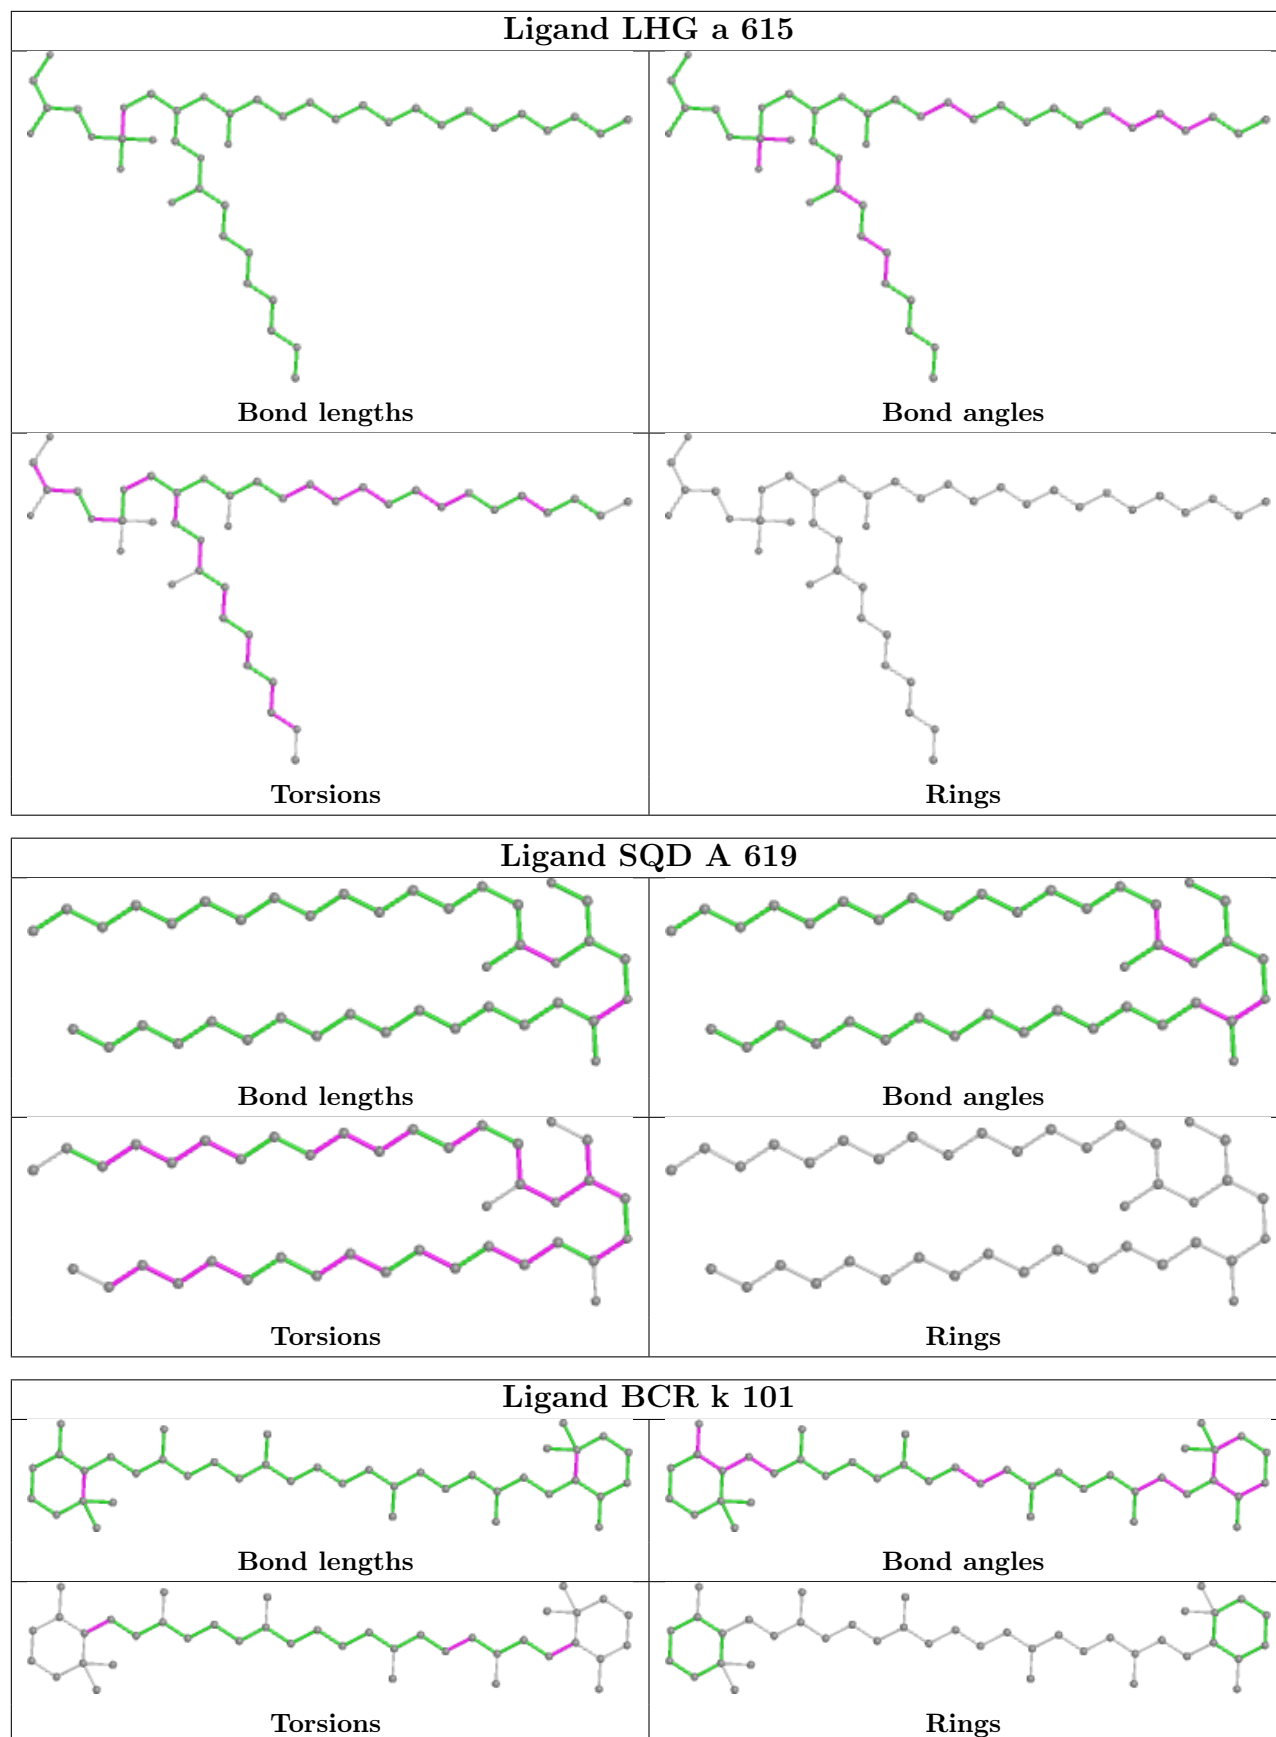 Ligand LHG a 615
Bond lengths
Bond angles
Torsions
Rings
Ligand SQD A 619
Bond lengths
Bond angles
Torsions
Rings
Ligand BCR k 101
Bond lengths
Bond angles
Torsions
Rings